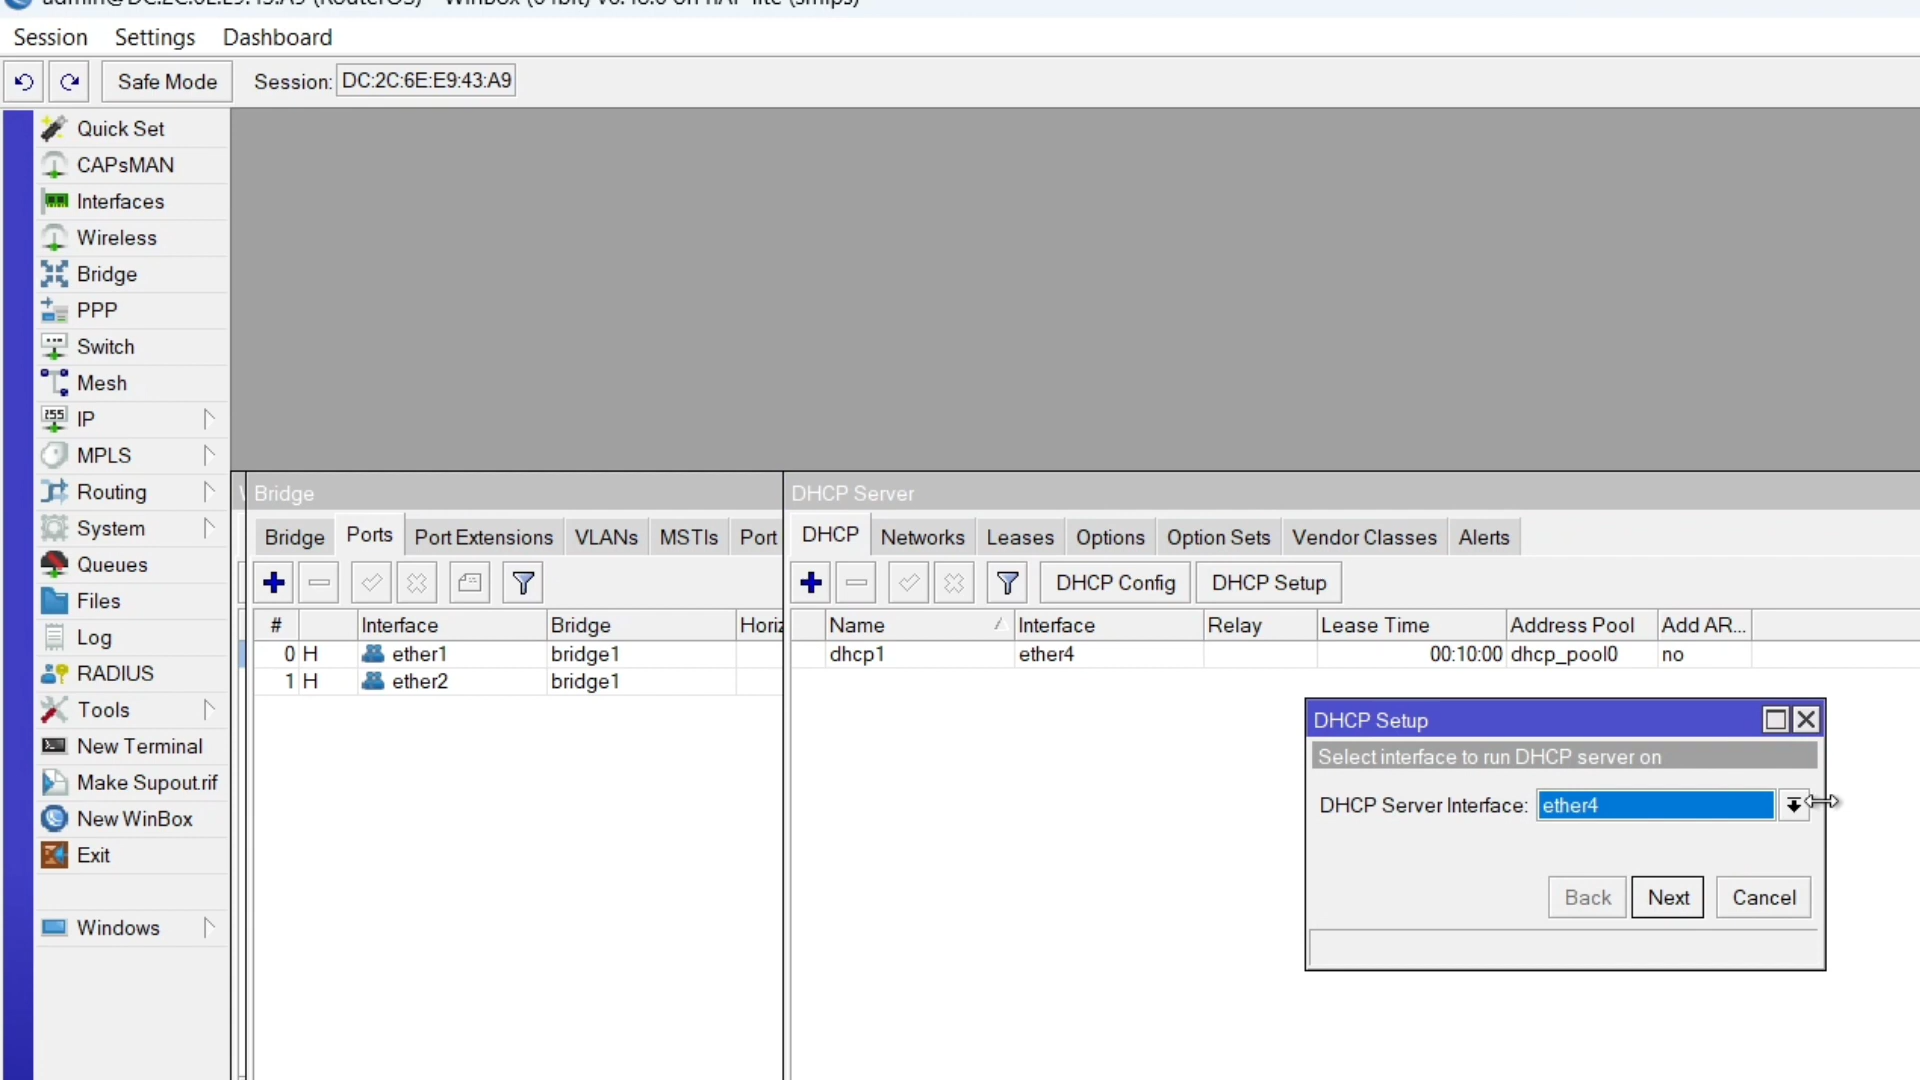 Session Settings Dashboard
Safe Mode Session: DC:2C:6E:E9:43:A9
Quick Set
CAPsMAN
Interfaces
Wireless
Bridge
PPP
Switch
Mesh
255 IP
MPLS
Routing
System
Queues
Files
Log
RADIUS
Tools
New Terminal
Make Supout.rif
New WinBox
Exit
Windows
Bridge
Bridge Ports Port Extensions VLANs MSTIs Port
# Interface Bridge Horiz
0 H ether1 bridge1
1 H ether2 bridge1
DHCP Server
DHCP Networks Leases Options Option Sets Vendor Classes Alerts
DHCP Config DHCP Setup
Name Interface Relay Lease Time Address Pool Add AR...
dhcp1 ether4 00:10:00 dhcp_pool0 no
DHCP Setup
Select interface to run DHCP server on
DHCP Server Interface: ether4
Back Next Cancel